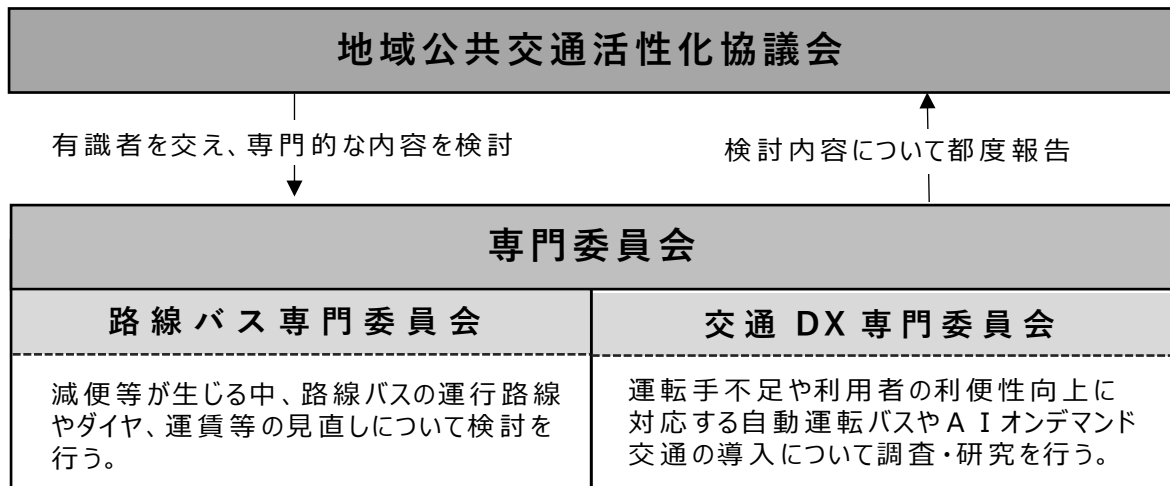 地域公共交通活性化協議会
有識者を交え、専門的な内容を検討
検討内容について都度報告
専門委員会
路線バス専門委員会
減便等が生じる中、路線バスの運行路線
やダイヤ、運賃等の見直しについて検討を
行う。
交通 DX 専門委員会
運転手不足や利用者の利便性向上に
対応する自動運転バスやAIオンデマンド
交通の導入について調査・研究を行う。